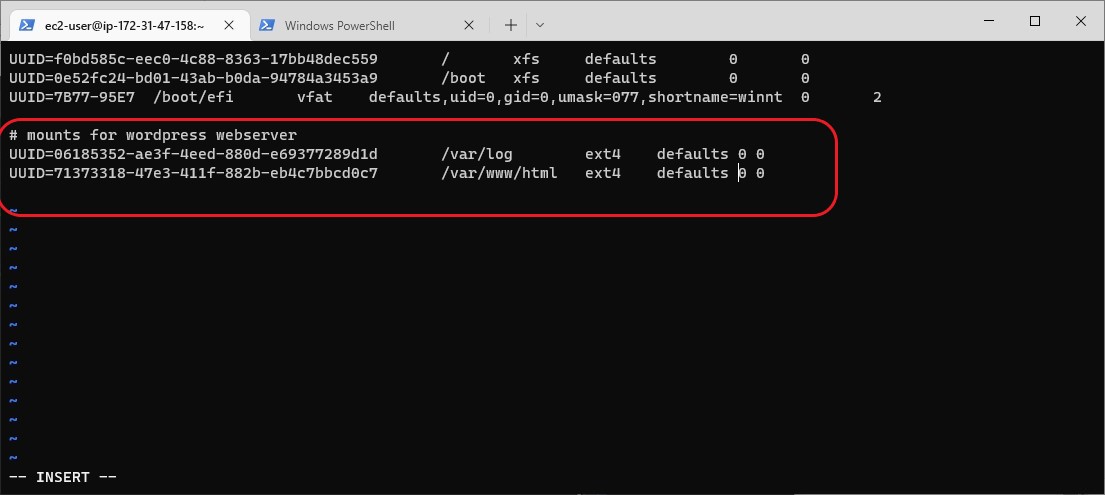 ec2-user@ip-172-31-47-158:~ Windows PowerShell
UUID=f0bd585c-eec0-4c88-8363-17bb48dec559 / xfs defaults 0 0
UUID=0e52fc24-bd01-43ab-b0da-94784a3453a9 /boot xfs defaults 0 0
UUID=7B77-95E7 /boot/efi vfat defaults,uid=0,gid=0,umask=077,shortname=winnt 0 2
# mounts for wordpress webserver
UUID=06185352-ae3f-4eed-880d-e69377289d1d /var/log ext4 defaults 0 0
UUID=71373318-47e3-411f-882b-eb4c7bbcd0c7 /var/www/html ext4 defaults 0 0
~
~
~
~
~
~
~
~
~
~
~
~
~
~
-- INSERT --